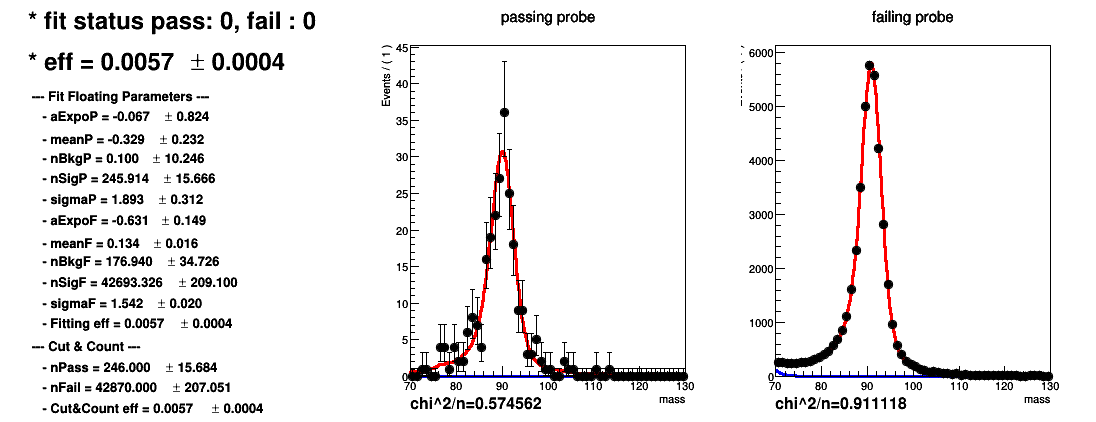 * fit status pass: 0, fail : 0
* eff = 0.0057 ± 0.0004
--- Fit Floating Parameters ---
- aExpoP = -0.067 ± 0.824
- meanP = -0.329 ± 0.232
- nBkgP = 0.100 ± 10.246
- nSigP = 245.914 ± 15.666
- sigmaP = 1.893 ± 0.312
- aExpoF = -0.631 ± 0.149
- meanF = 0.134 ± 0.016
- nBkgF = 176.940 ± 34.726
- nSigF = 42693.326 ± 209.100
- sigmaF = 1.542 ± 0.020
- Fitting eff = 0.0057 ± 0.0004
--- Cut & Count ---
- nPass = 246.000 ± 15.684
- nFail = 42870.000 ± 207.051
- Cut&Count eff = 0.0057 ± 0.0004
passing probe
Events / ( 1 )
45
40
35
30
25
20
15
10
5
0
70 80 90 100 110 120 130
mass
chi^2/n=0.574562
failing probe
6000
5000
4000
3000
2000
1000
0
70 80 90 100 110 120 130
mass
chi^2/n=0.911118